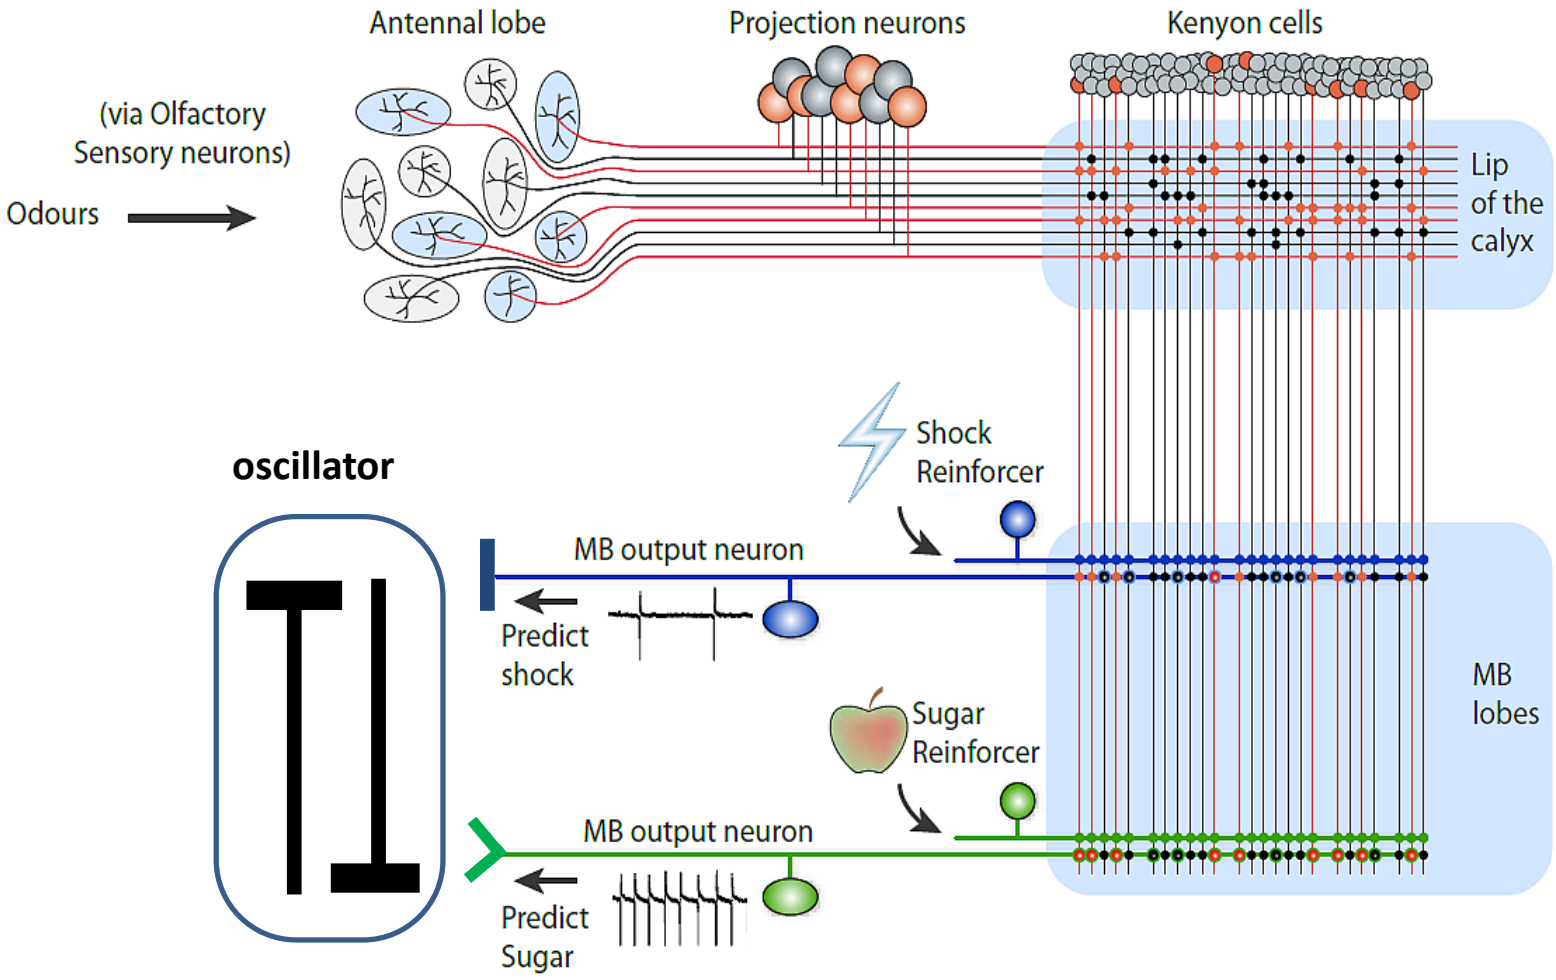 Antennal lobe
Projection neurons
Kenyon cells
(via Olfactory
Sensory neurons)
Odours
Lip
of the
calyx
Shock
Reinforcer
oscillator
MB output neuron
Predict
shock
MB
lobes
Sugar
Reinforcer
MB output neuron
Predict
Sugar